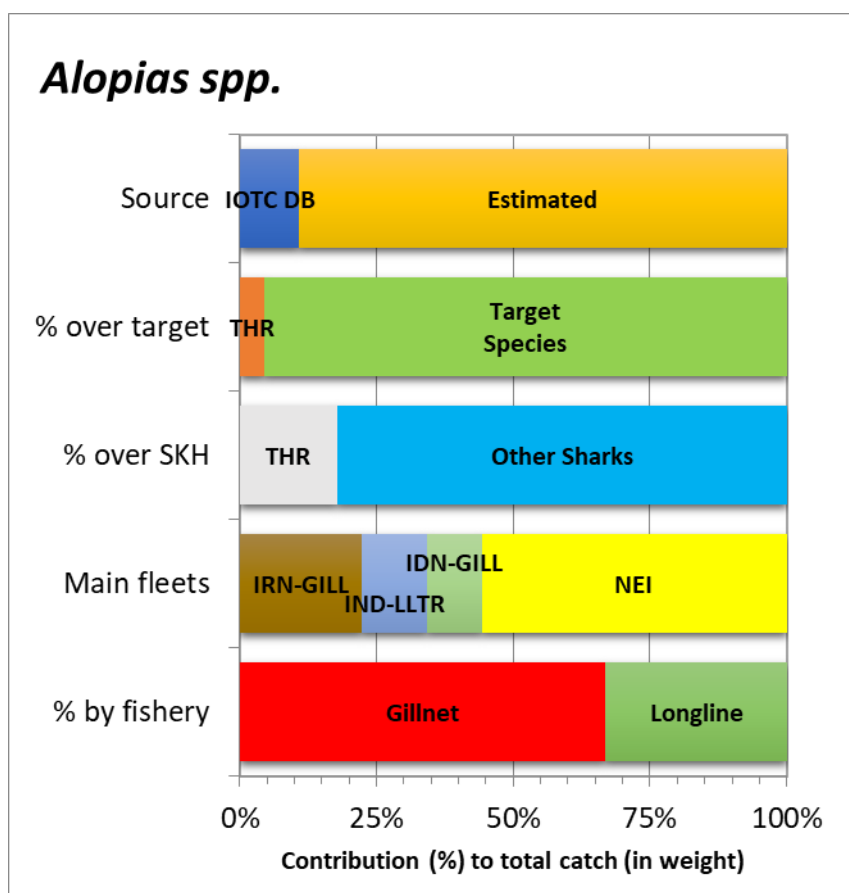 Alopias spp.
Source
IOTC DB
Estimated
% over target
THR
Target
Species
% over SKH
THR
Other Sharks
Main fleets
IRN-GILL
IND-LLTR
IDN-GILL
NEI
% by fishery
Gillnet
Longline
0% 25% 50% 75% 100%
Contribution (%) to total catch (in weight)